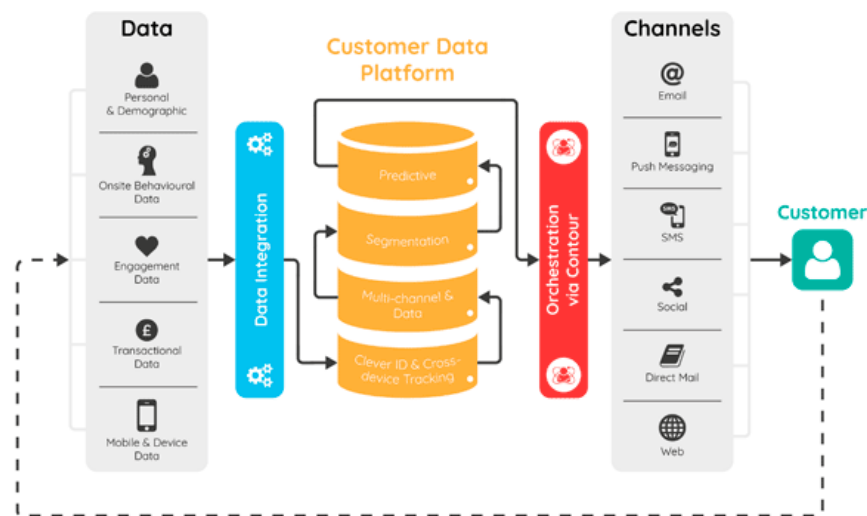 Data
Personal
& Demographic
Onsite Behavioural
Data
Engagement
Data
£
Transactional
Data
Mobile & Device
Data
Data Integration
Customer Data
Platform
Predictive
Segmentation
Multi-channel &
Data
Clever ID & Cross-
device Tracking
Orchestration
via Contour
Channels
@
Email
Push Messaging
SMS
SMS
Social
Direct Mail
Web
Customer